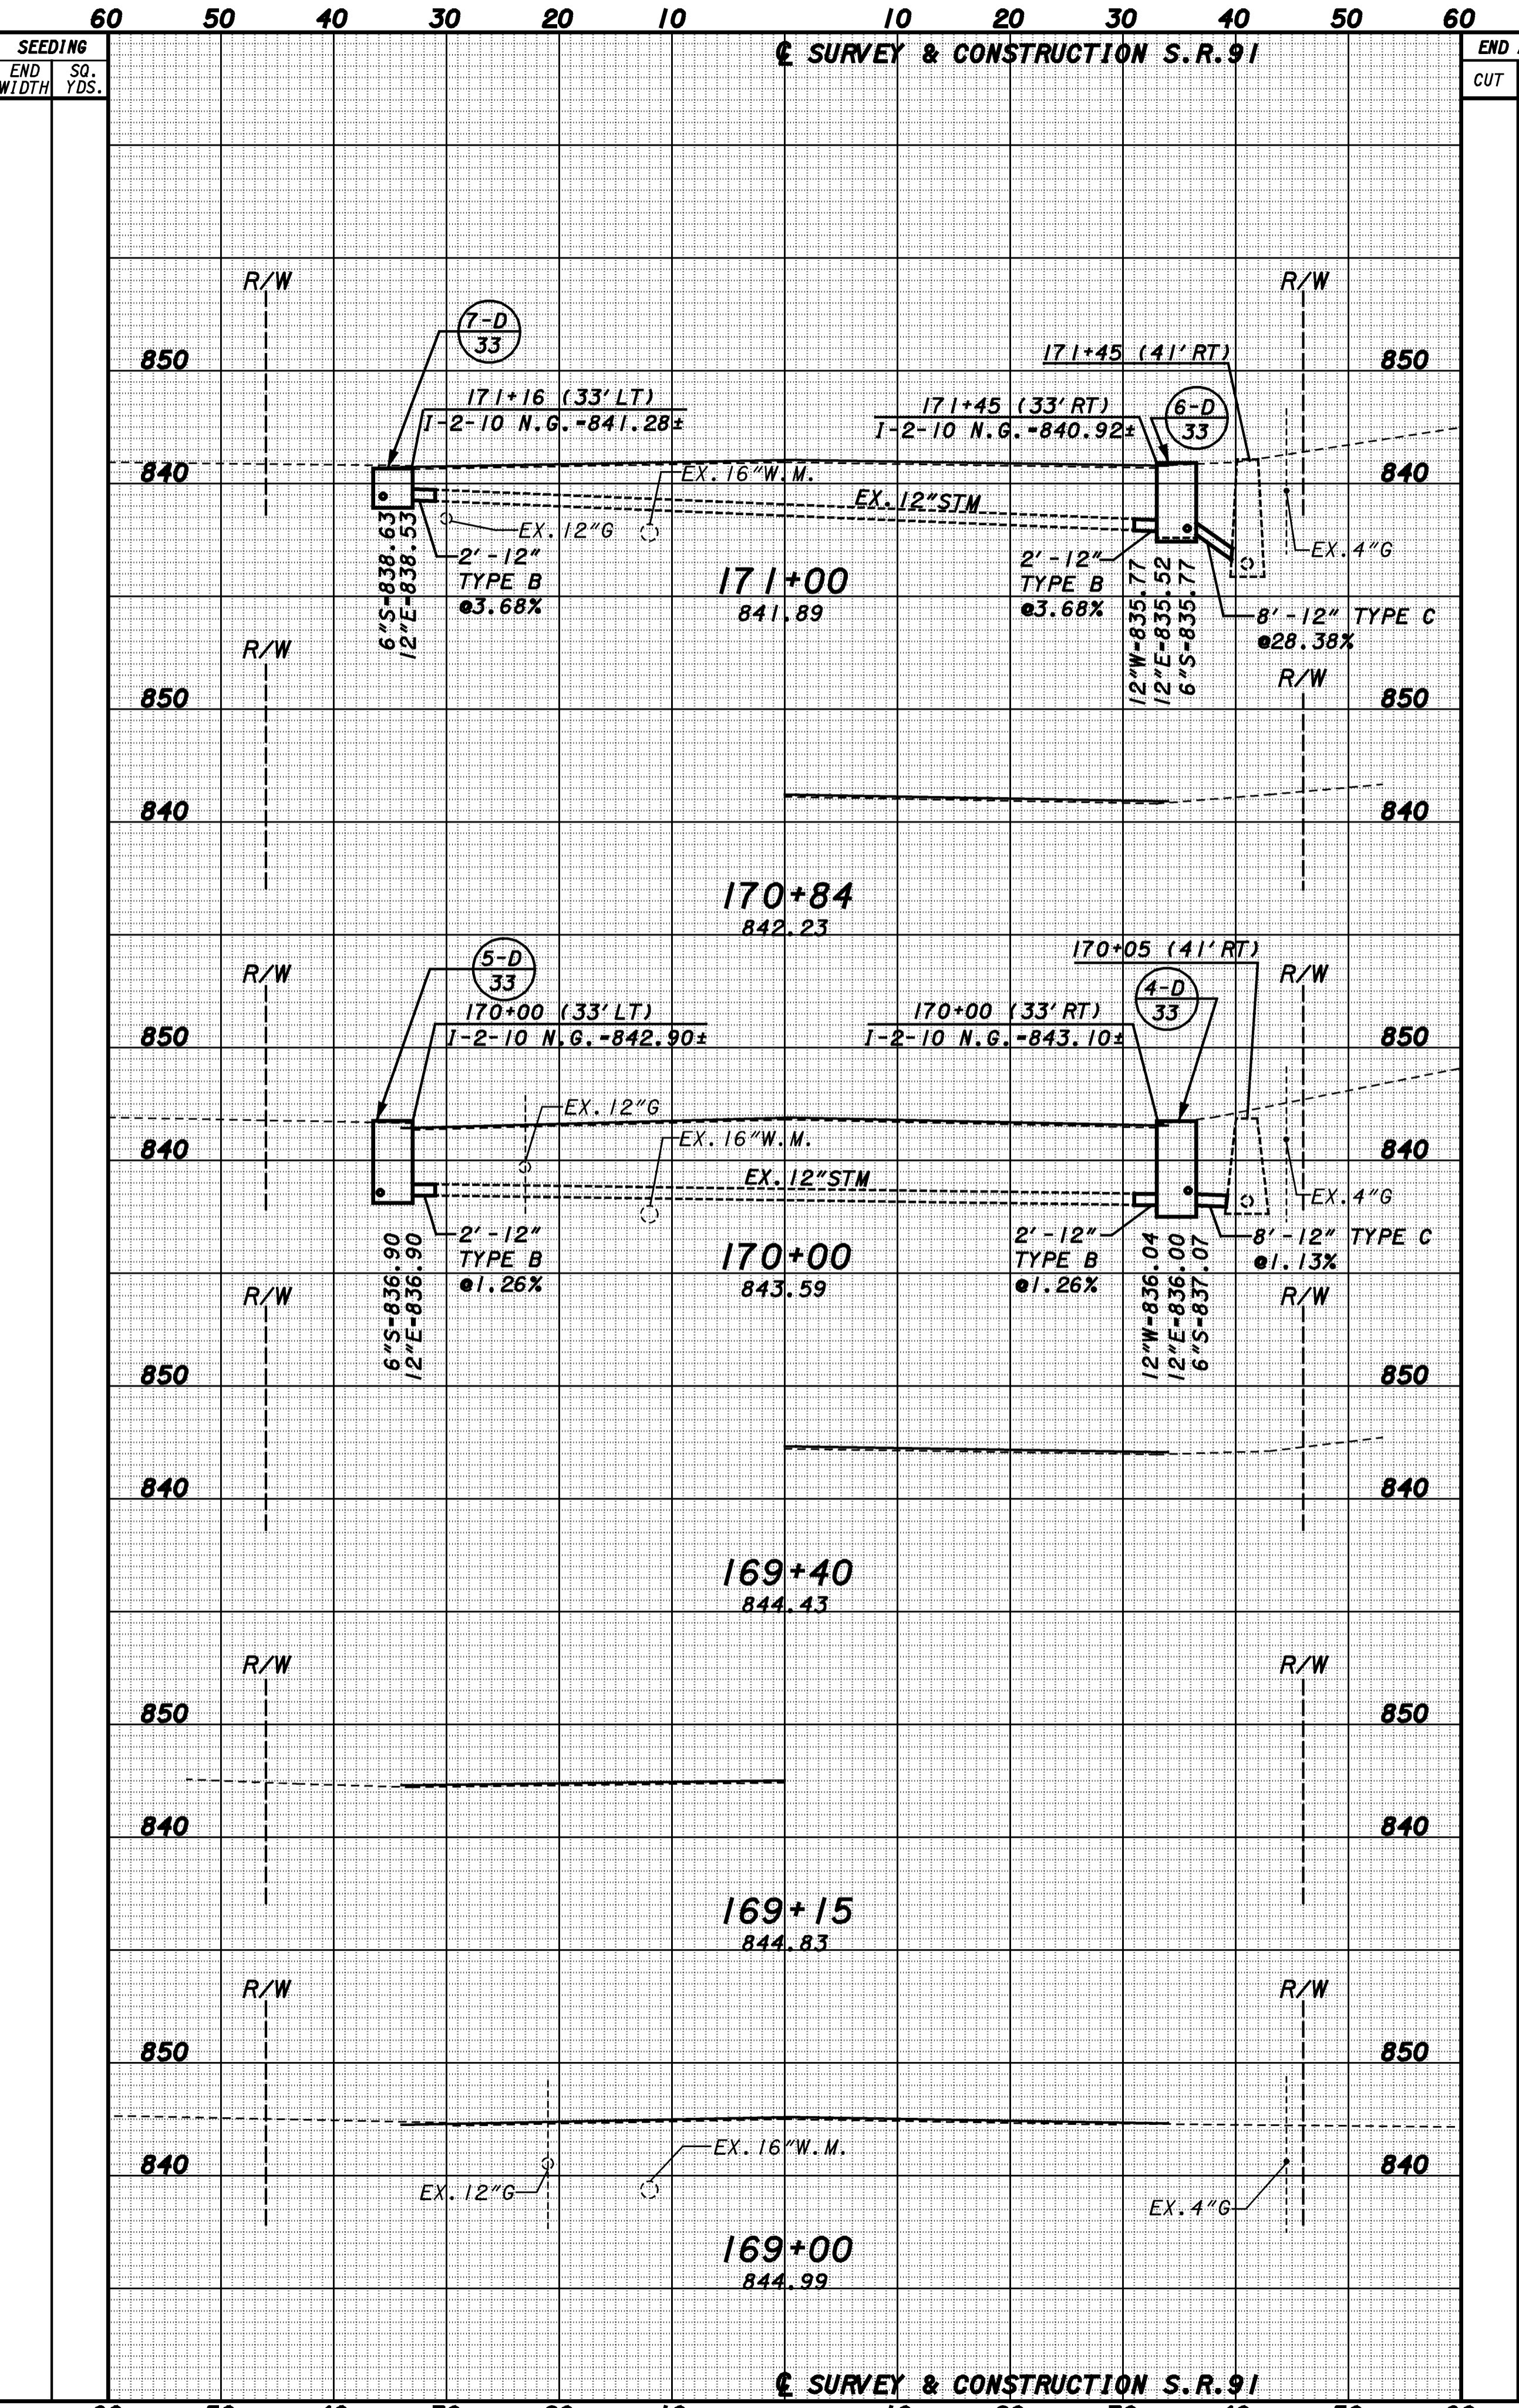 60 50 40 30 20 10 10 20 30 40 50 60
SEEDING
END WIDTH
SQ. YDS.
℄ SURVEY & CONSTRUCTION S.R.91
END
CUT
R/W
R/W
7-D
33
850
171+45 (41' RT)
850
171+16 (33' LT)
I-2-10 N.G.=841.28±
171+45 (33' RT)
I-2-10 N.G.=840.92±
6-D
33
840
EX.16"W.M.
EX.12"STM
840
EX.12"G
EX.4"G
6"S=838.63
12"E=838.53
2'-12"
TYPE B
@3.68%
171+00
841.89
2'-12"
TYPE B
@3.68%
12"W=835.77
12"E=835.52
6"S=835.77
8'-12" TYPE C
@28.38%
R/W
R/W
850
850
840
840
170+84
842.23
5-D
33
170+05 (41' RT)
R/W
R/W
4-D
33
170+00 (33' LT)
I-2-10 N.G.=842.90±
170+00 (33' RT)
I-2-10 N.G.=843.10±
850
850
EX.12"G
EX.16"W.M.
840
840
EX.12"STM
EX.4"G
6"S=836.90
12"E=836.90
2'-12"
TYPE B
@1.26%
170+00
843.59
2'-12"
TYPE B
@1.26%
12"W=836.04
12"E=836.00
6"S=837.07
8'-12" TYPE C
@1.13%
R/W
R/W
850
850
840
840
169+40
844.43
R/W
R/W
850
850
840
840
169+15
844.83
R/W
R/W
850
850
EX.16"W.M.
840
840
EX.12"G
EX.4"G
169+00
844.99
℄ SURVEY & CONSTRUCTION S.R.91